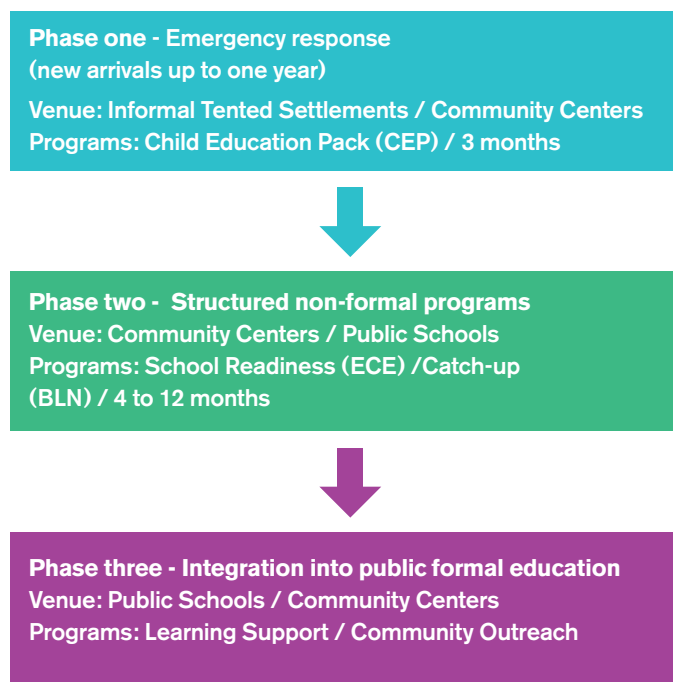 Phase one - Emergency response
(new arrivals up to one year)
Venue: Informal Tented Settlements / Community Centers
Programs: Child Education Pack (CEP) / 3 months
Phase two - Structured non-formal programs
Venue: Community Centers / Public Schools
Programs: School Readiness (ECE) /Catch-up
(BLN) / 4 to 12 months
Phase three - Integration into public formal education
Venue: Public Schools / Community Centers
Programs: Learning Support / Community Outreach